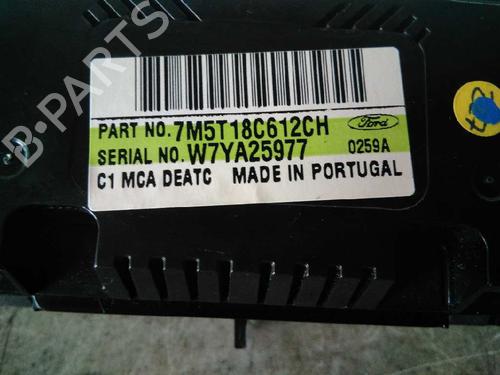 PART NO. 7M5T18C612CH Ford
SERIAL NO. W7YA25977 0259A
C1 MCA DEATC MADE IN PORTUGAL
B-PARTS